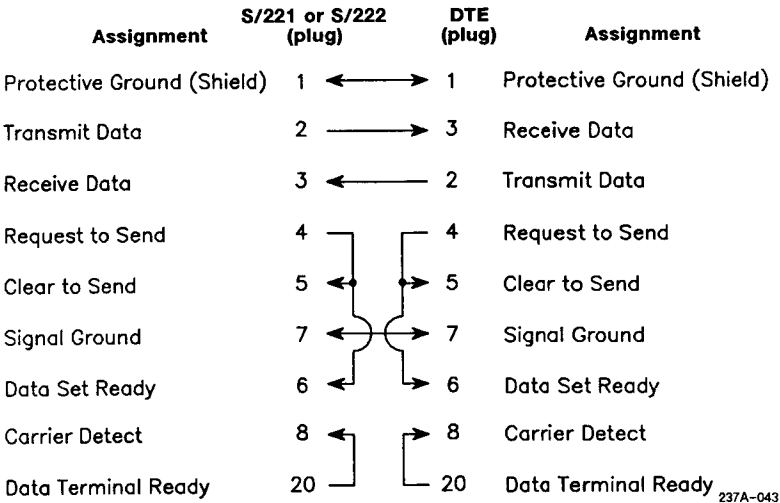 S/221 or S/222 DTE
Assignment (plug) (plug) Assignment
Protective Ground (Shield) 1 1 Protective Ground (Shield)
Transmit Data 2 3 Receive Data
Receive Data 3 2 Transmit Data
Request to Send 4 4 Request to Send
Clear to Send 5 5 Clear to Send
Signal Ground 7 7 Signal Ground
Data Set Ready 6 6 Data Set Ready
Carrier Detect 8 8 Carrier Detect
Data Terminal Ready 20 20 Data Terminal Ready
237A-043